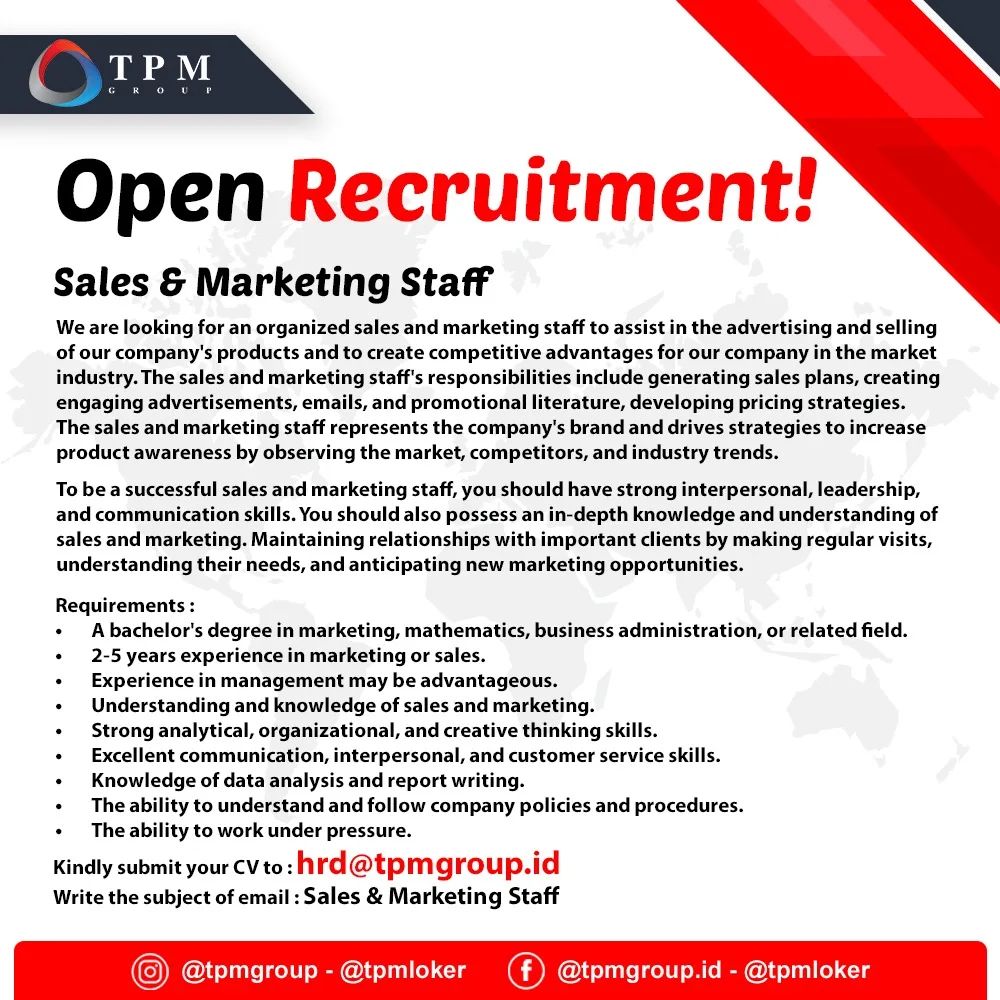 TPM
GROUP
Open Recruitment!
Sales & Marketing Staff
We are looking for an organized sales and marketing staff to assist in the advertising and selling
of our company's products and to create competitive advantages for our company in the market
industry. The sales and marketing staff's responsibilities include generating sales plans, creating
engaging advertisements, emails, and promotional literature, developing pricing strategies.
The sales and marketing staff represents the company's brand and drives strategies to increase
product awareness by observing the market, competitors, and industry trends.
To be a successful sales and marketing staff, you should have strong interpersonal, leadership,
and communication skills. You should also possess an in-depth knowledge and understanding of
sales and marketing. Maintaining relationships with important clients by making regular visits,
understanding their needs, and anticipating new marketing opportunities.
Requirements :
• A bachelor's degree in marketing, mathematics, business administration, or related field.
• 2-5 years experience in marketing or sales.
• Experience in management may be advantageous.
• Understanding and knowledge of sales and marketing.
• Strong analytical, organizational, and creative thinking skills.
• Excellent communication, interpersonal, and customer service skills.
• Knowledge of data analysis and report writing.
• The ability to understand and follow company policies and procedures.
• The ability to work under pressure.
Kindly submit your CV to : hrd@tpmgroup.id
Write the subject of email : Sales & Marketing Staff
@tpmgroup - @tpmloker @tpmgroup.id - @tpmloker